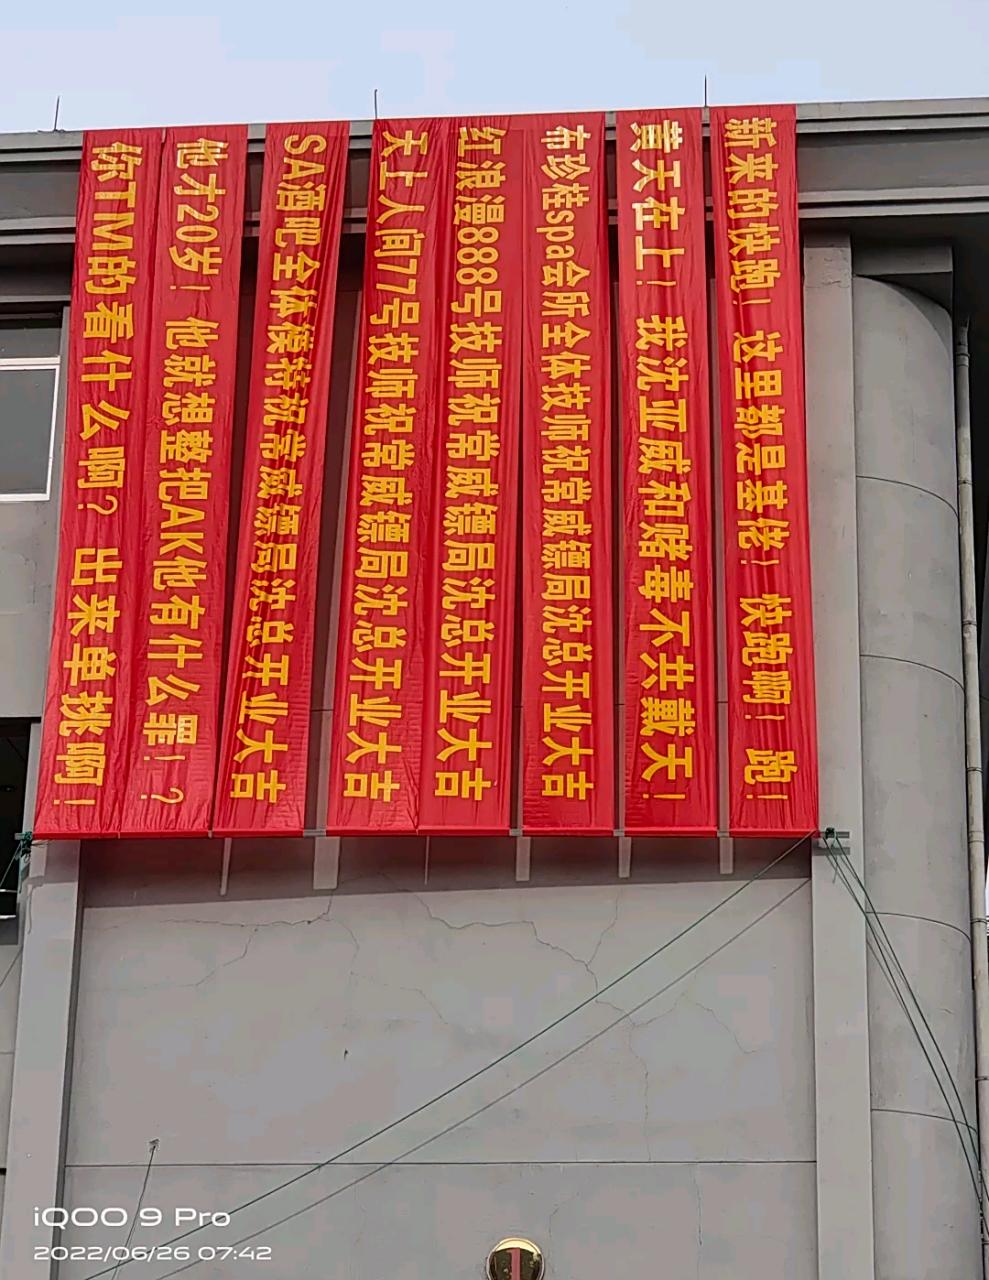 你TM的看什么啊？ 出来单挑啊！
他才20岁！ 他就想整把AK他有什么罪！？
SA酒吧全体模特祝常威镖局沈总开业大吉
天上人间77号技师祝常威镖局沈总开业大吉
红浪漫888号技师祝常威镖局沈总开业大吉
布珍桂spa会所全体技师祝常威镖局沈总开业大吉
黄天在上！ 我沈亚威和赌毒不共戴天！
新来的快跑！ 这里都是基佬！ 快跑啊！ 跑！
iQOO 9 Pro
2022/06/26 07:42